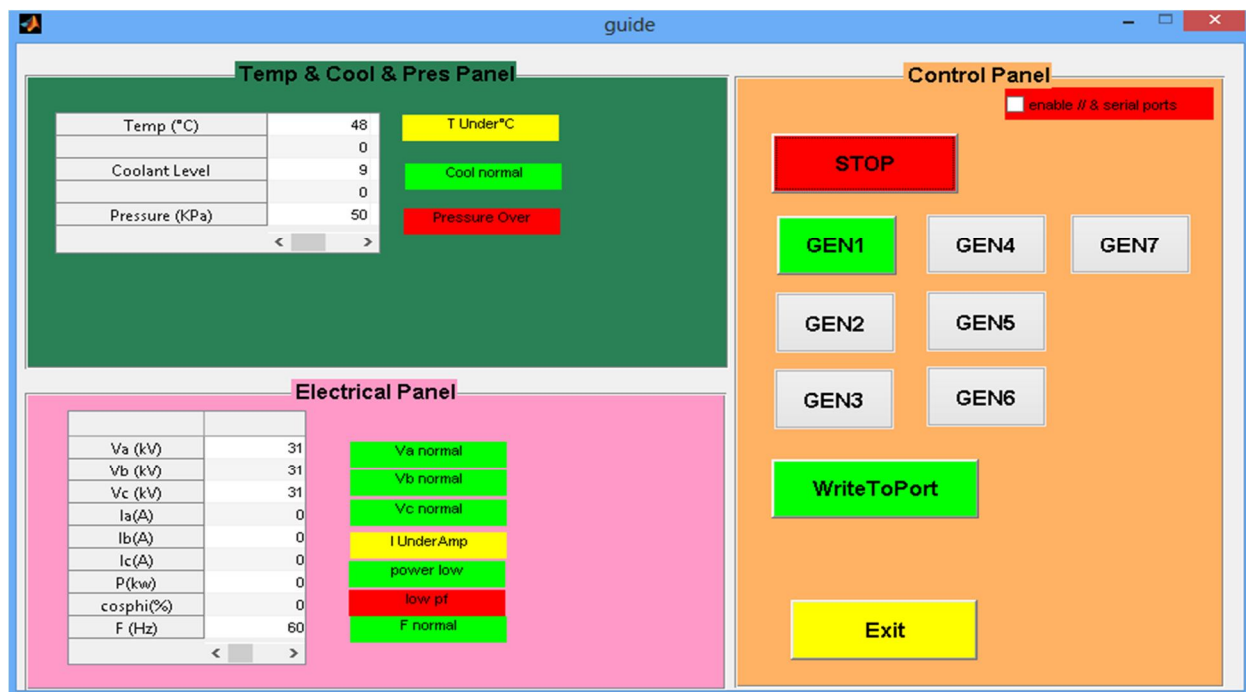 guide
Temp & Cool & Pres Panel
Temp (°C) 48 T Under°C
0
Coolant Level 9 Cool normal
0
Pressure (KPa) 50 Pressure Over
Electrical Panel
Va (kV) 31 Va normal
Vb (kV) 31 Vb normal
Vc (kV) 31 Vc normal
Ia(A) 0
Ib(A) 0 I UnderAmp
Ic(A) 0
P(kw) 0 power low
cosphi(%) 0 low pf
F (Hz) 60 F normal
Control Panel
enable // & serial ports
STOP
GEN1 GEN4 GEN7
GEN2 GEN5
GEN3 GEN6
WriteToPort
Exit